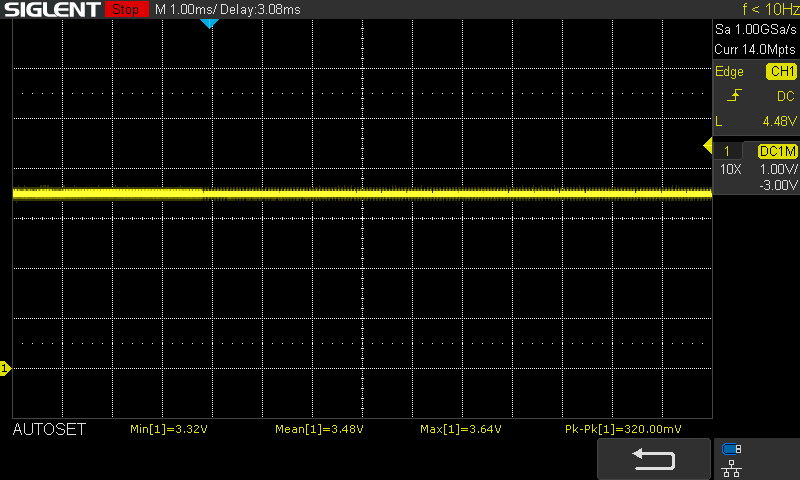 SIGLENT Stop M 1.00ms/ Delay:3.08ms f < 10Hz
Sa 1.00GSa/s
Curr 14.0Mpts
Edge CH1
DC
L 4.48V
1 DC1M
10X 1.00V/
-3.00V
1
AUTOSET Min[1]=3.32V Mean[1]=3.48V Max[1]=3.64V Pk-Pk[1]=320.00mV